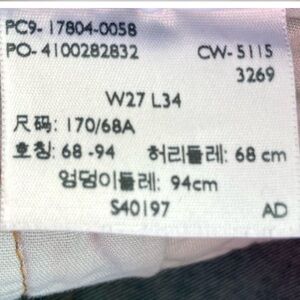 PC9- 17804-0058
PO- 4100282832 CW- 5115
3269
W27 L34
尺码: 170/68A
호칭: 68 -94 허리둘레: 68 cm
엉덩이둘레: 94cm
S40197 AD